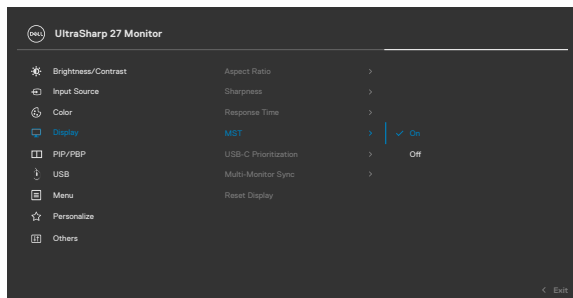 DELL UltraSharp 27 Monitor
Brightness/Contrast
Input Source
Color
Display
PIP/PBP
USB
Menu
Personalize
Others
Aspect Ratio
Sharpness
Response Time
MST
USB-C Prioritization
Multi-Monitor Sync
Reset Display
On
Off
Exit